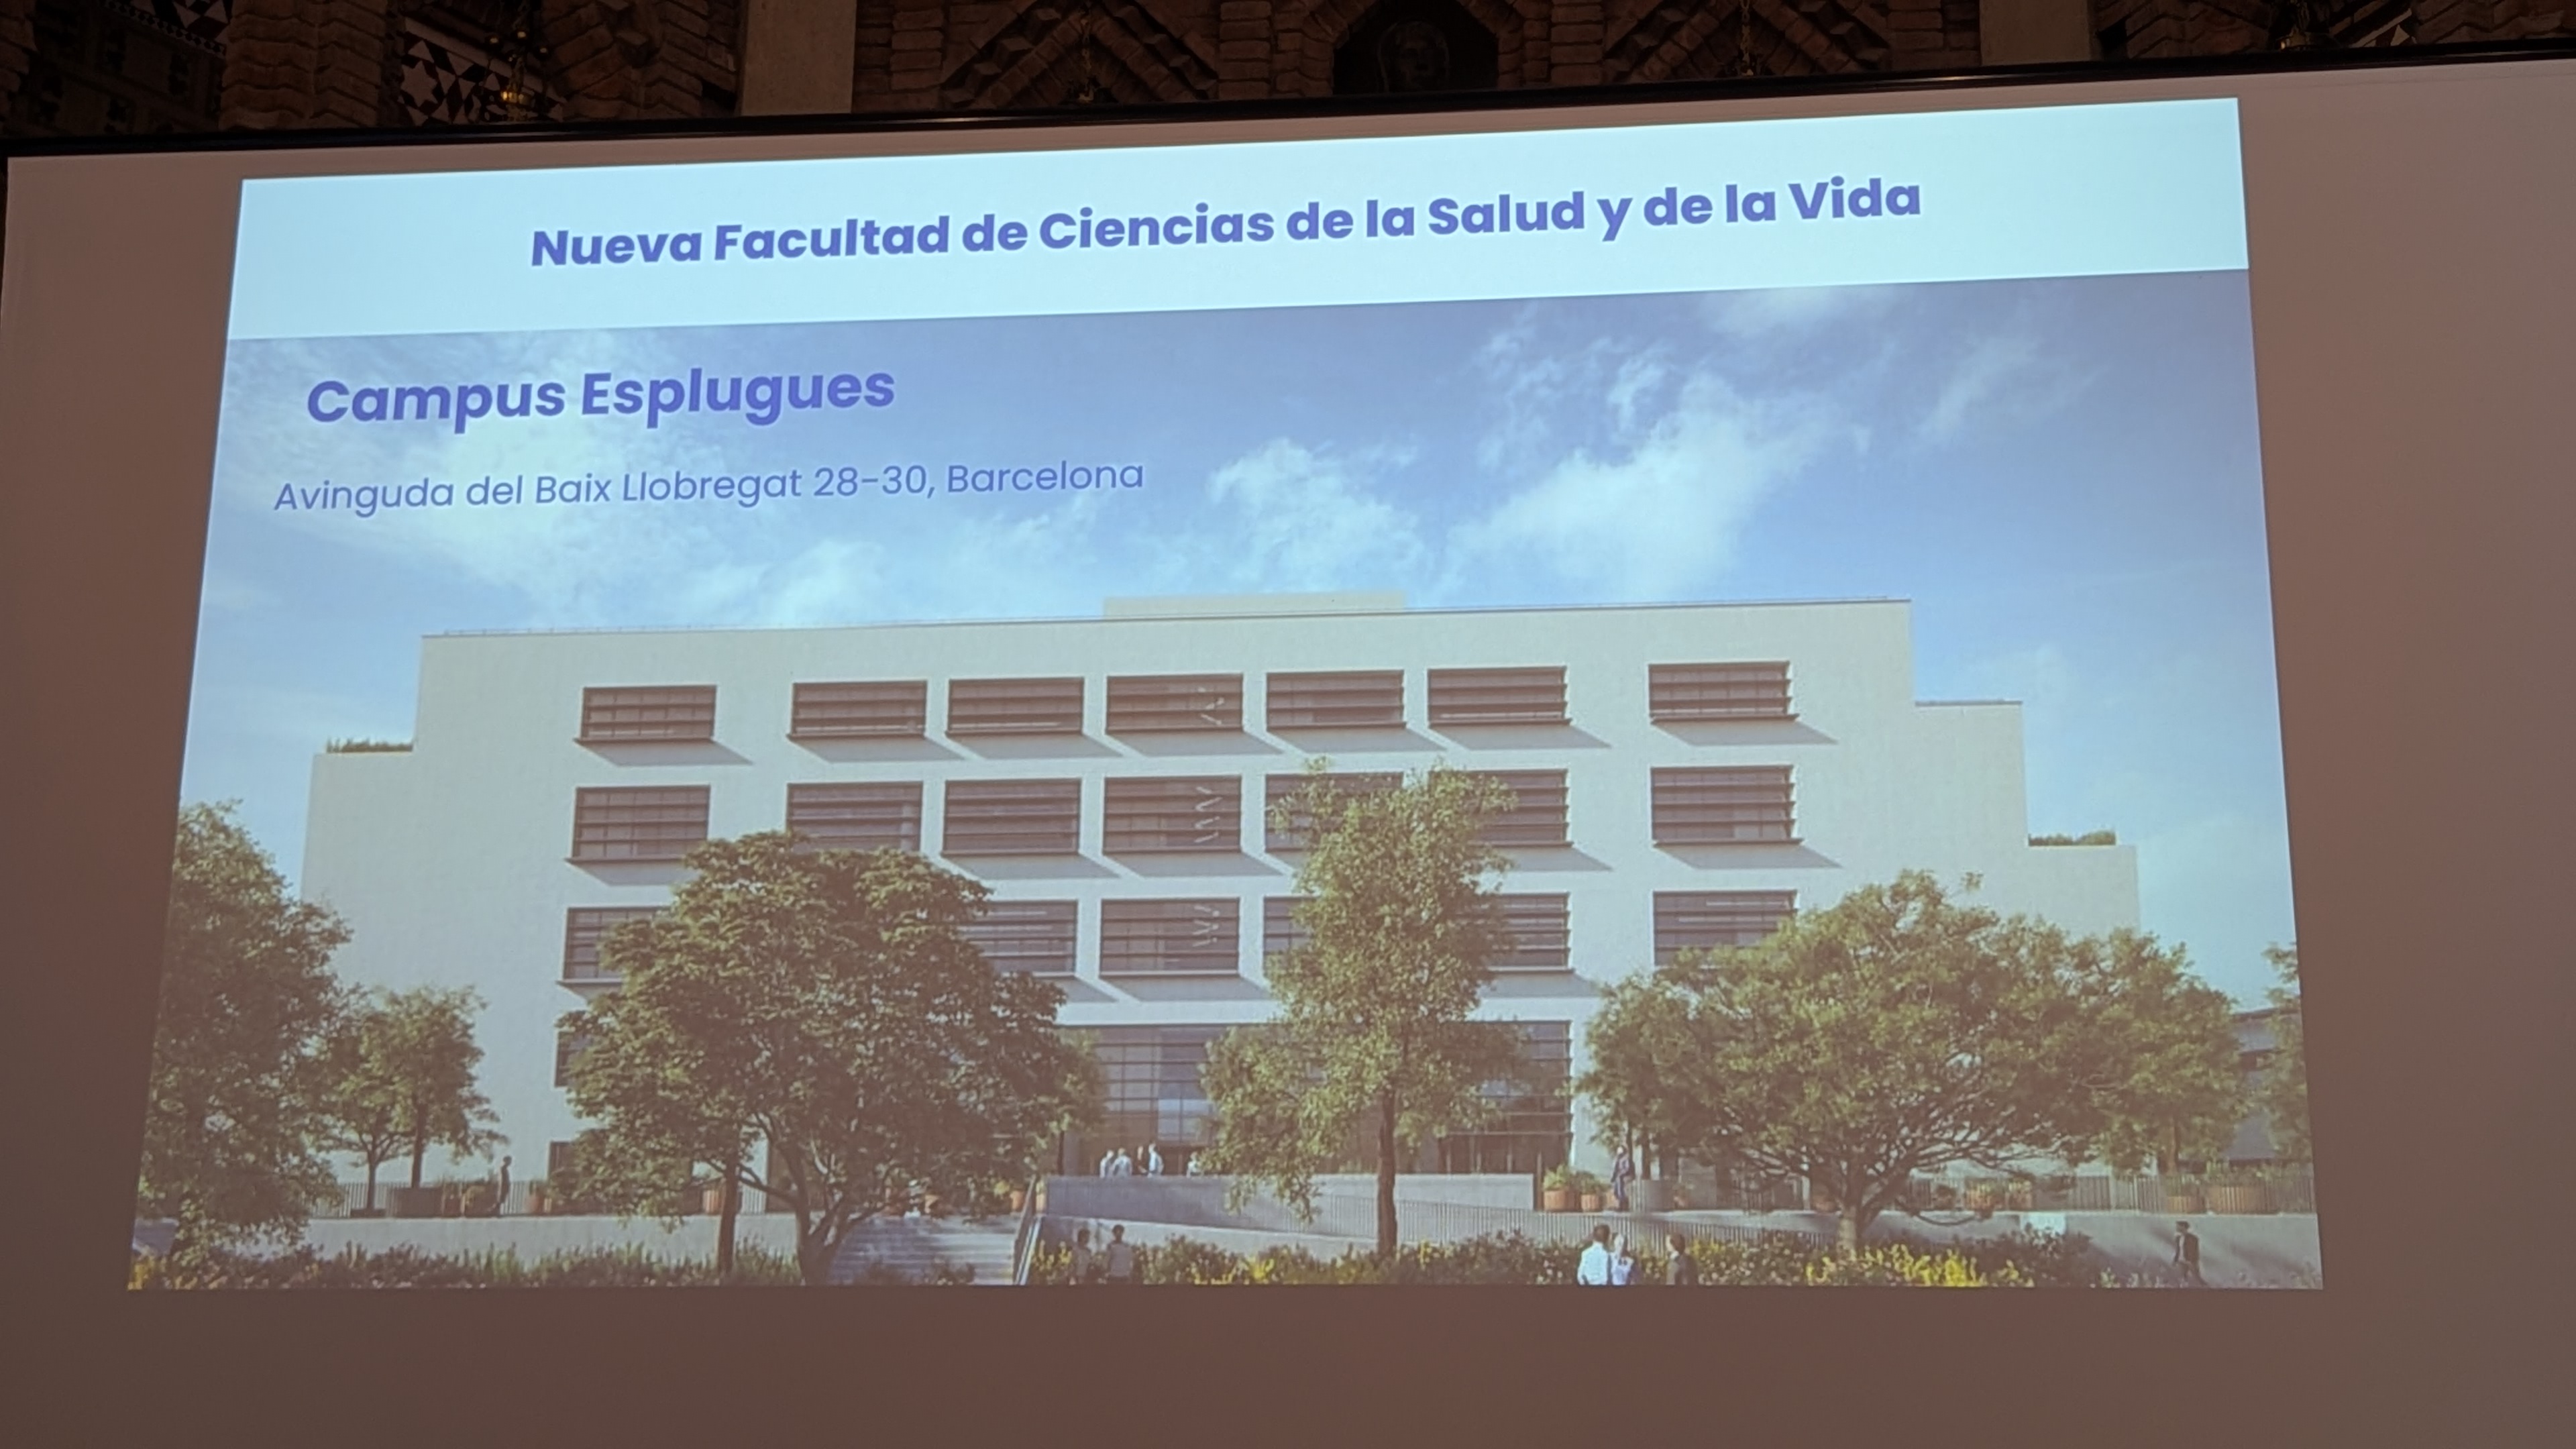 Nueva Facultad de Ciencias de la Salud y de la Vida
Campus Esplugues
Avinguda del Baix Llobregat 28-30, Barcelona